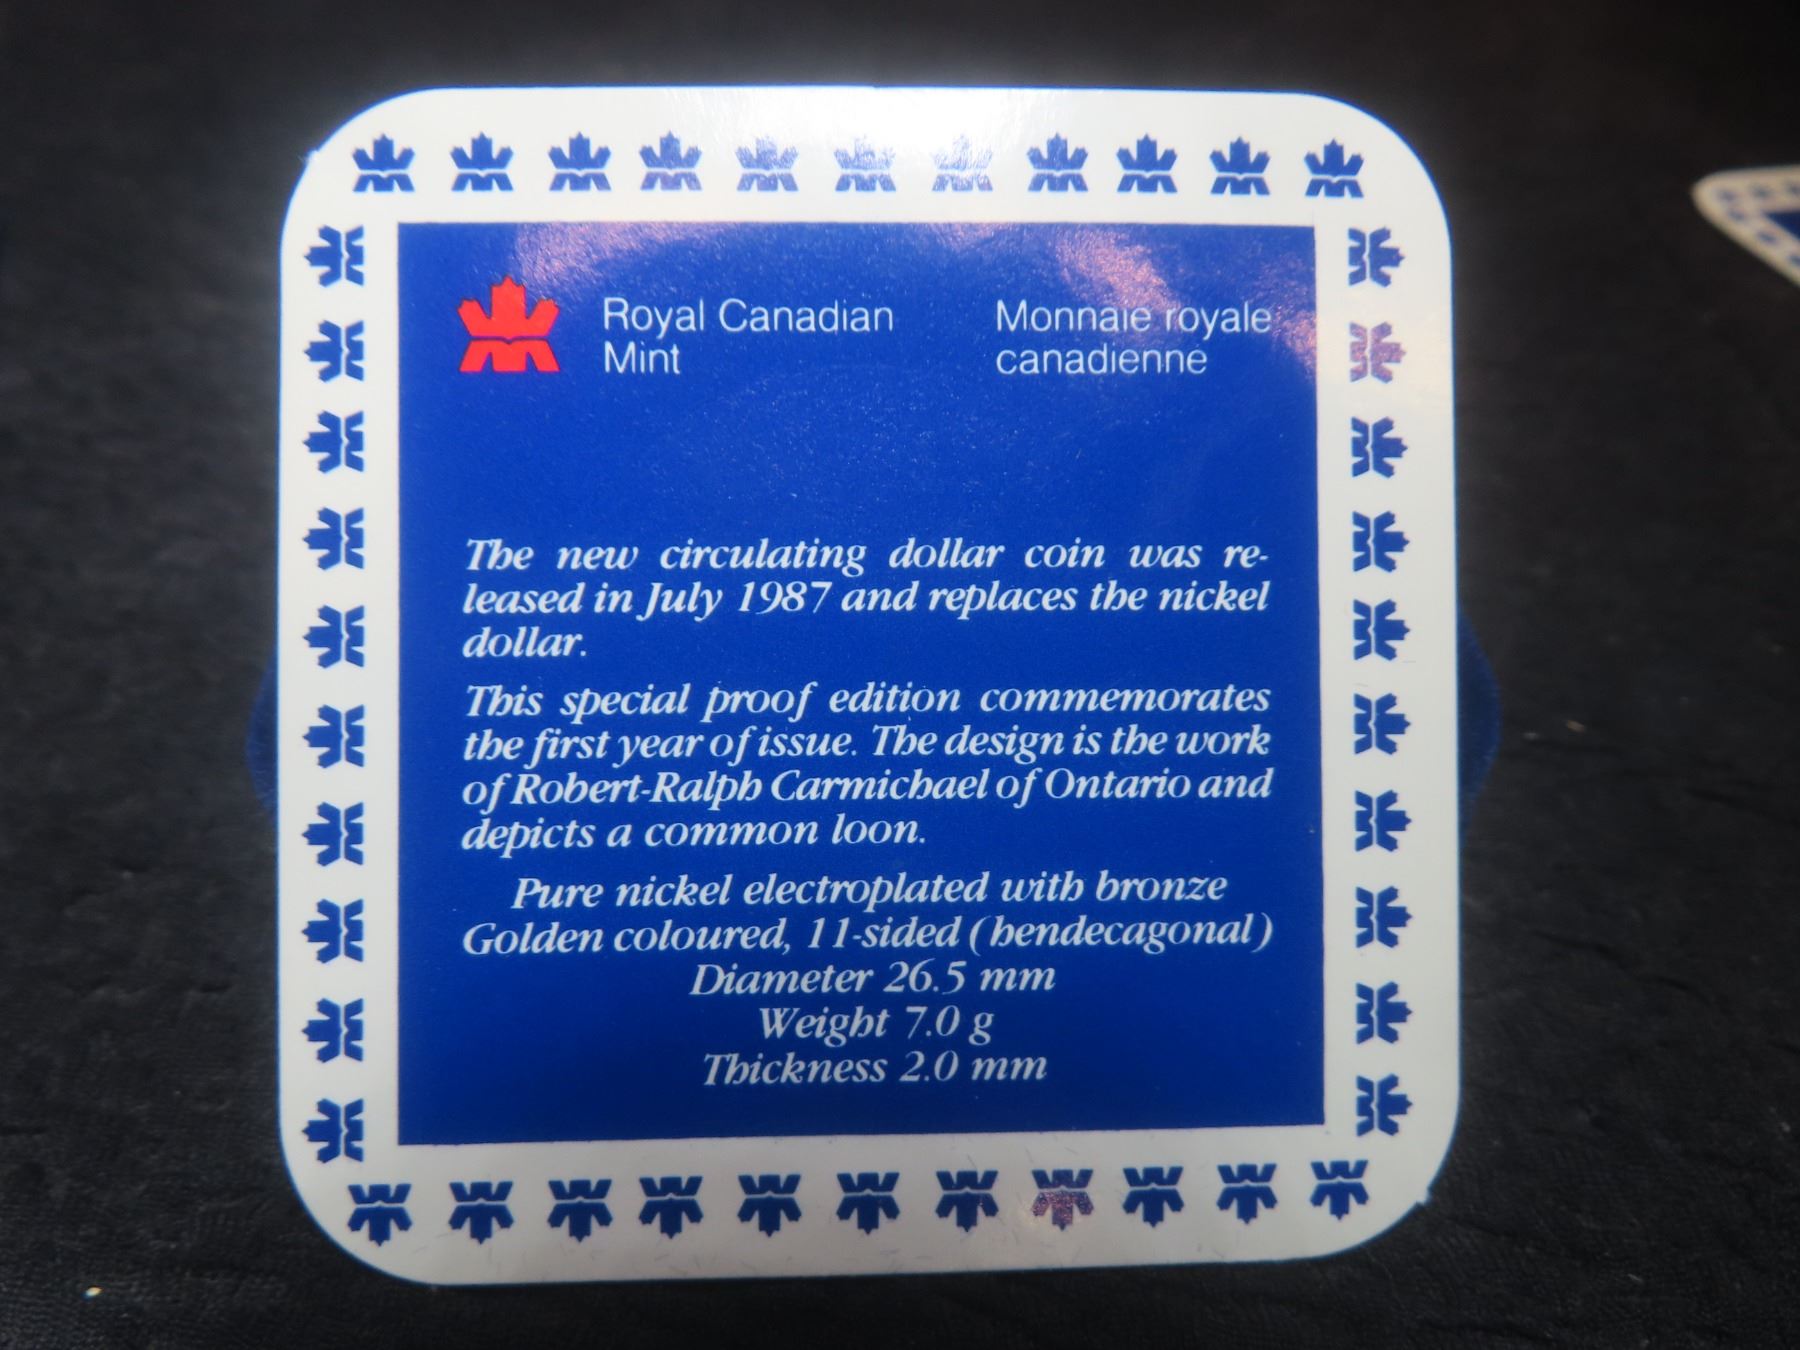 Royal Canadian
Mint
Monnaie royale
canadienne
The new circulating dollar coin was re-
leased in July 1987 and replaces the nickel
dollar.
This special proof edition commemorates
the first year of issue. The design is the work
of Robert-Ralph Carmichael of Ontario and
depicts a common loon.
Pure nickel electroplated with bronze
Golden coloured, 11-sided (hendecagonal)
Diameter 26.5 mm
Weight 7.0 g
Thickness 2.0 mm